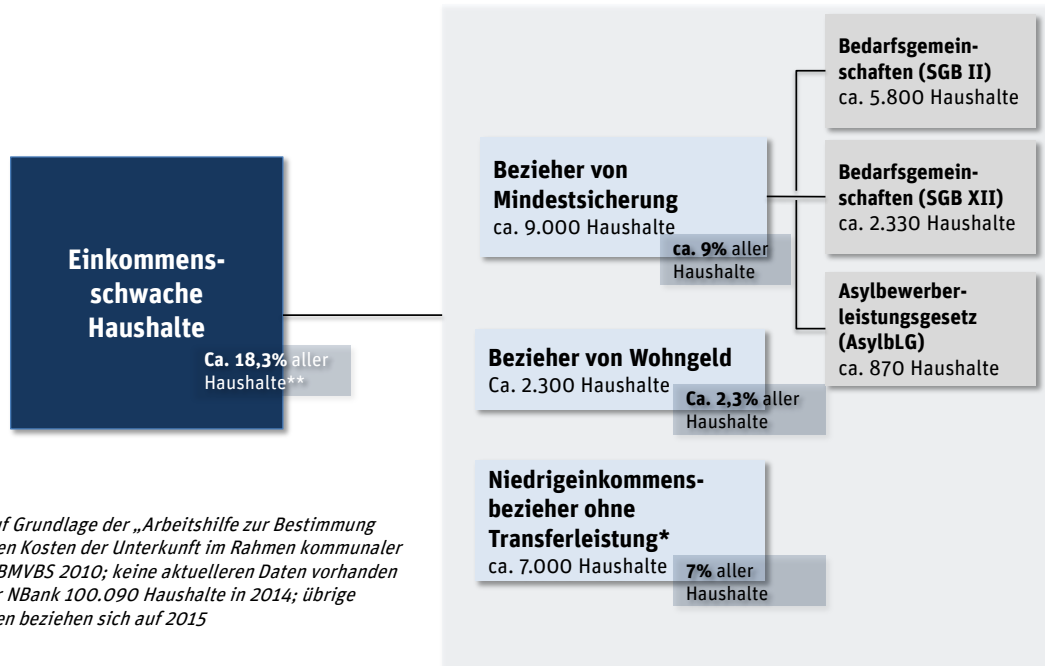 Einkommens-
schwache
Haushalte
Ca. 18,3% aller
Haushalte**
Bezieher von
Mindestsicherung
ca. 9.000 Haushalte
ca. 9% aller
Haushalte
Bedarfsgemein-
schaften (SGB II)
ca. 5.800 Haushalte
Bedarfsgemein-
schaften (SGB XII)
ca. 2.330 Haushalte
Asylbewerber-
leistungsgesetz
(AsylbLG)
ca. 870 Haushalte
Bezieher von Wohngeld
Ca. 2.300 Haushalte
Ca. 2,3% aller
Haushalte
Niedrigeinkommens-
bezieher ohne
Transferleistung*
ca. 7.000 Haushalte
7% aller
Haushalte
uf Grundlage der „Arbeitshilfe zur Bestimmung
en Kosten der Unterkunft im Rahmen kommunaler
BMVBS 2010; keine aktuelleren Daten vorhanden
r NBank 100.090 Haushalte in 2014; übrige
en beziehen sich auf 2015